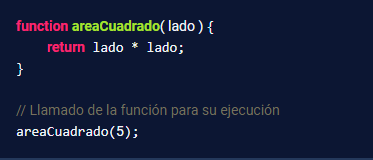 function areaCuadrado( lado ) {
    return lado * lado;
}

// Llamado de la función para su ejecución
areaCuadrado(5);